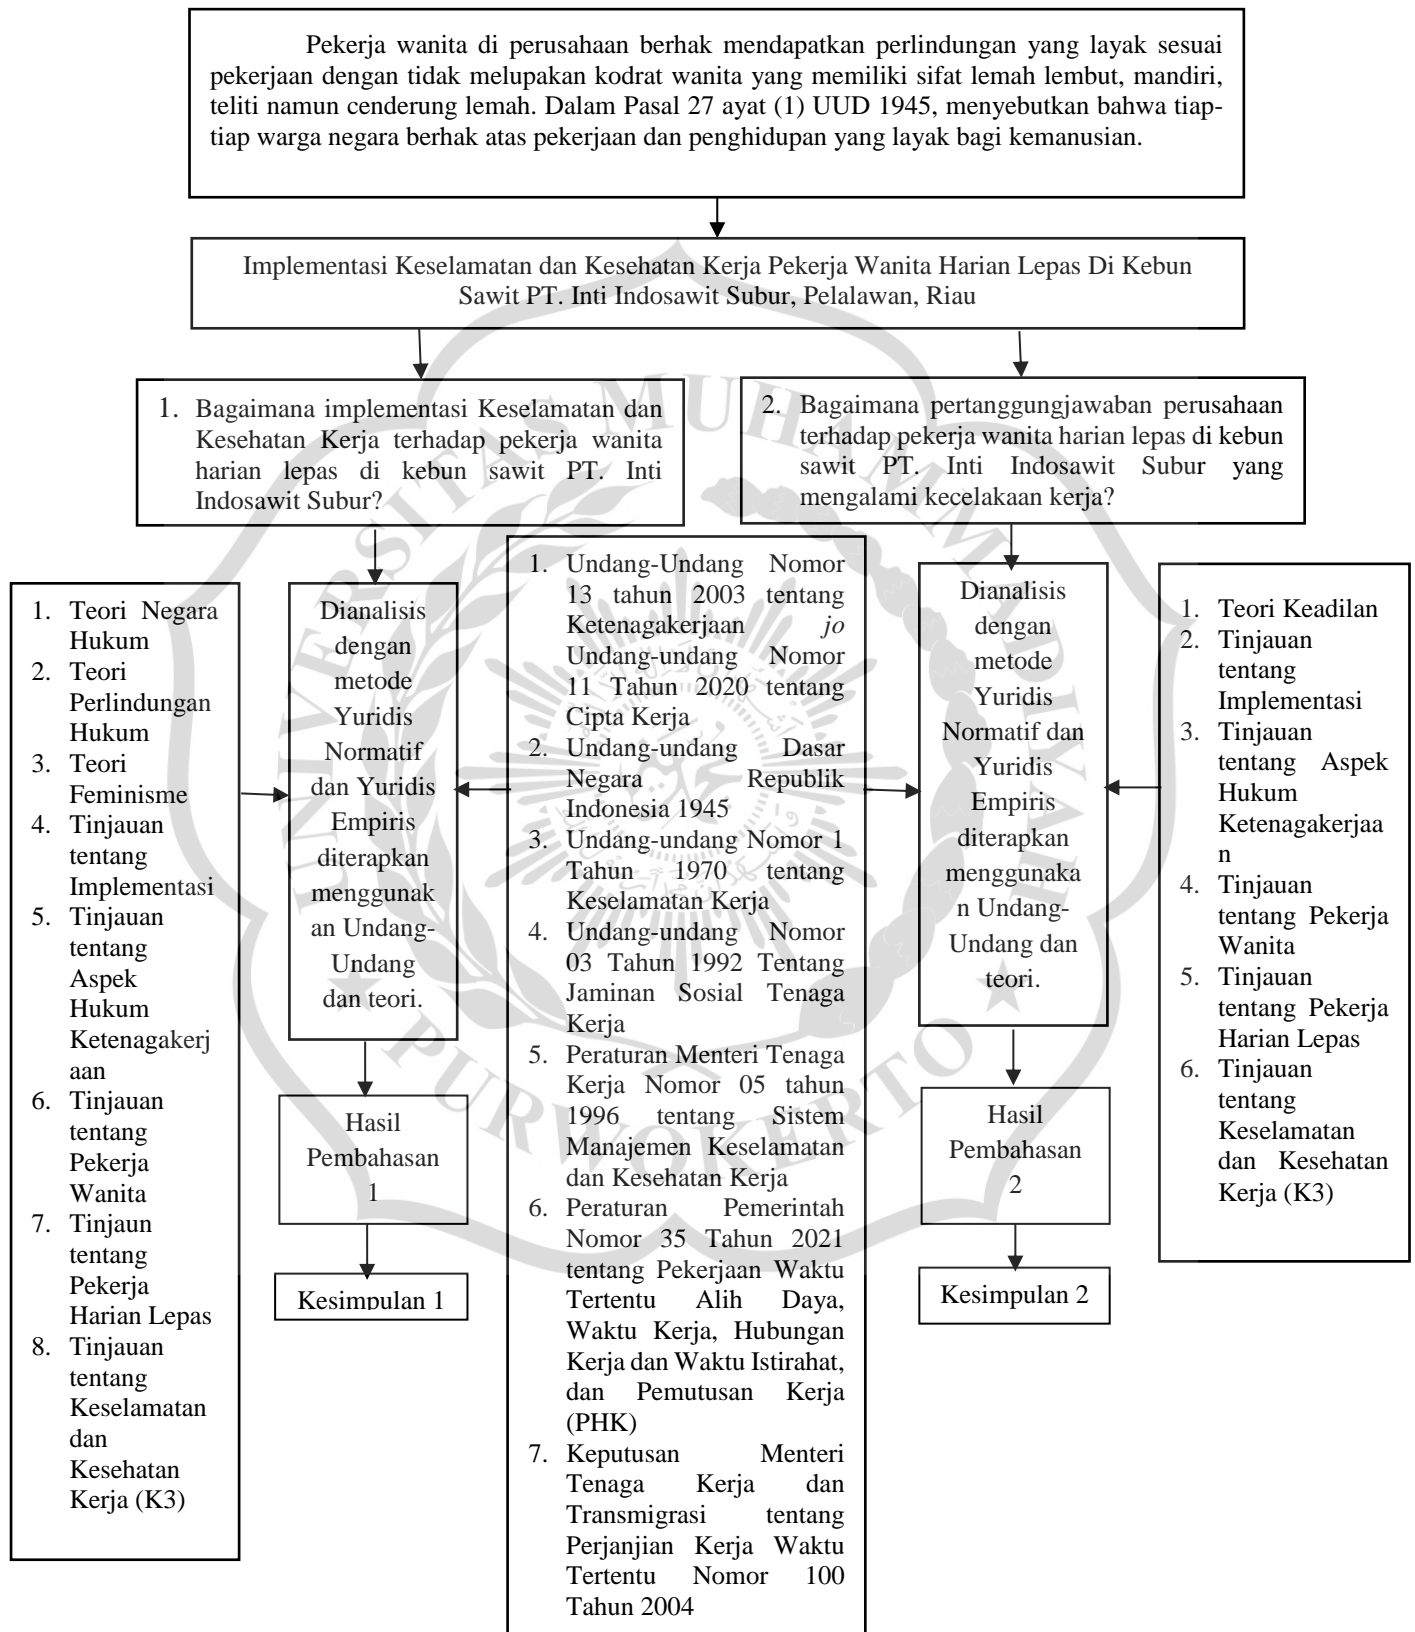 Pekerja wanita di perusahaan berhak mendapatkan perlindungan yang layak sesuai
pekerjaan dengan tidak melupakan kodrat wanita yang memiliki sifat lemah lembut, mandiri,
teliti namun cenderung lemah. Dalam Pasal 27 ayat (1) UUD 1945, menyebutkan bahwa tiap-
tiap warga negara berhak atas pekerjaan dan penghidupan yang layak bagi kemanusian.
Implementasi Keselamatan dan Kesehatan Kerja Pekerja Wanita Harian Lepas Di Kebun
Sawit PT. Inti Indosawit Subur, Pelalawan, Riau
1. Bagaimana implementasi Keselamatan dan
Kesehatan Kerja terhadap pekerja wanita
harian lepas di kebun sawit PT. Inti
Indosawit Subur?
2. Bagaimana pertanggungjawaban perusahaan
terhadap pekerja wanita harian lepas di kebun
sawit PT. Inti Indosawit Subur yang
mengalami kecelakaan kerja?
1. Teori Negara
Hukum
2. Teori
Perlindungan
Hukum
3. Teori
Feminisme
4. Tinjauan
tentang
Implementasi
5. Tinjauan
tentang
Aspek
Hukum
Ketenagakerj
aan
6. Tinjauan
tentang
Pekerja
Wanita
7. Tinjaun
tentang
Pekerja
Harian Lepas
8. Tinjauan
tentang
Keselamatan
dan
Kesehatan
Kerja (K3)
Dianalisis
dengan
metode
Yuridis
Normatif
dan Yuridis
Empiris
diterapkan
menggunak
an Undang-
Undang
dan teori.
Hasil
Pembahasan
1
Kesimpulan 1
1. Undang-Undang Nomor
13 tahun 2003 tentang
Ketenagakerjaan jo
Undang-undang Nomor
11 Tahun 2020 tentang
Cipta Kerja
2. Undang-undang Dasar
Negara Republik
Indonesia 1945
3. Undang-undang Nomor 1
Tahun 1970 tentang
Keselamatan Kerja
4. Undang-undang Nomor
03 Tahun 1992 Tentang
Jaminan Sosial Tenaga
Kerja
5. Peraturan Menteri Tenaga
Kerja Nomor 05 tahun
1996 tentang Sistem
Manajemen Keselamatan
dan Kesehatan Kerja
6. Peraturan Pemerintah
Nomor 35 Tahun 2021
tentang Pekerjaan Waktu
Tertentu Alih Daya,
Waktu Kerja, Hubungan
Kerja dan Waktu Istirahat,
dan Pemutusan Kerja
(PHK)
7. Keputusan Menteri
Tenaga Kerja dan
Transmigrasi tentang
Perjanjian Kerja Waktu
Tertentu Nomor 100
Tahun 2004
Dianalisis
dengan
metode
Yuridis
Normatif dan
Yuridis
Empiris
diterapkan
menggunaka
n Undang-
Undang dan
teori.
Hasil
Pembahasan
2
Kesimpulan 2
1. Teori Keadilan
2. Tinjauan
tentang
Implementasi
3. Tinjauan
tentang Aspek
Hukum
Ketenagakerjaa
n
4. Tinjauan
tentang Pekerja
Wanita
5. Tinjauan
tentang Pekerja
Harian Lepas
6. Tinjauan
tentang
Keselamatan
dan Kesehatan
Kerja (K3)
UNIVERSITAS MUHAMMADIYAH
PURWOKERTO